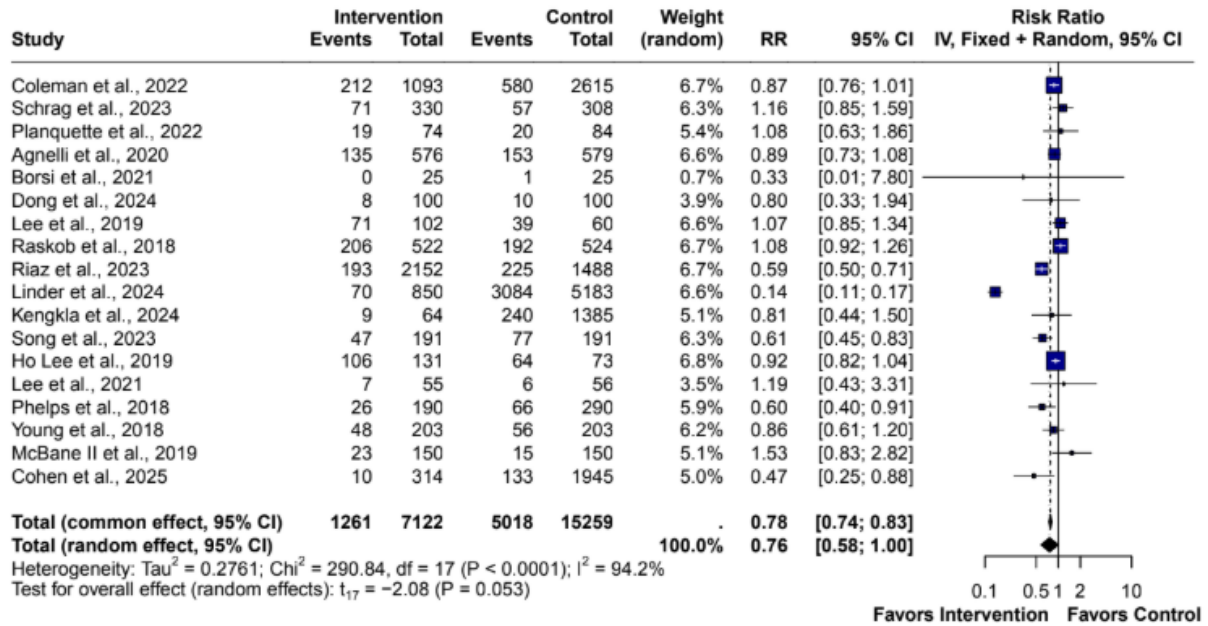 Intervention Control Weight Risk Ratio
Study Events Total Events Total (random) RR 95% CI IV, Fixed + Random, 95% CI
Coleman et al., 2022 212 1093 580 2615 6.7% 0.87 [0.76; 1.01]
Schrag et al., 2023 71 330 57 308 6.3% 1.16 [0.85; 1.59]
Planquette et al., 2022 19 74 20 84 5.4% 1.08 [0.63; 1.86]
Agnelli et al., 2020 135 576 153 579 6.6% 0.89 [0.73; 1.08]
Borsi et al., 2021 0 25 1 25 0.7% 0.33 [0.01; 7.80]
Dong et al., 2024 8 100 10 100 3.9% 0.80 [0.33; 1.94]
Lee et al., 2019 71 102 39 60 6.6% 1.07 [0.85; 1.34]
Raskob et al., 2018 206 522 192 524 6.7% 1.08 [0.92; 1.26]
Riaz et al., 2023 193 2152 225 1488 6.7% 0.59 [0.50; 0.71]
Linder et al., 2024 70 850 3084 5183 6.6% 0.14 [0.11; 0.17]
Kengkla et al., 2024 9 64 240 1385 5.1% 0.81 [0.44; 1.50]
Song et al., 2023 47 191 77 191 6.3% 0.61 [0.45; 0.83]
Ho Lee et al., 2019 106 131 64 73 6.8% 0.92 [0.82; 1.04]
Lee et al., 2021 7 55 6 56 3.5% 1.19 [0.43; 3.31]
Phelps et al., 2018 26 190 66 290 5.9% 0.60 [0.40; 0.91]
Young et al., 2018 48 203 56 203 6.2% 0.86 [0.61; 1.20]
McBane II et al., 2019 23 150 15 150 5.1% 1.53 [0.83; 2.82]
Cohen et al., 2025 10 314 133 1945 5.0% 0.47 [0.25; 0.88]
Total (common effect, 95% CI) 1261 7122 5018 15259 . 0.78 [0.74; 0.83]
Total (random effect, 95% CI) 100.0% 0.76 [0.58; 1.00]
Heterogeneity: Tau² = 0.2761; Chi² = 290.84, df = 17 (P < 0.0001); I² = 94.2%
Test for overall effect (random effects): t₁₇ = −2.08 (P = 0.053)
0.1 0.5 1 2 10
Favors Intervention Favors Control